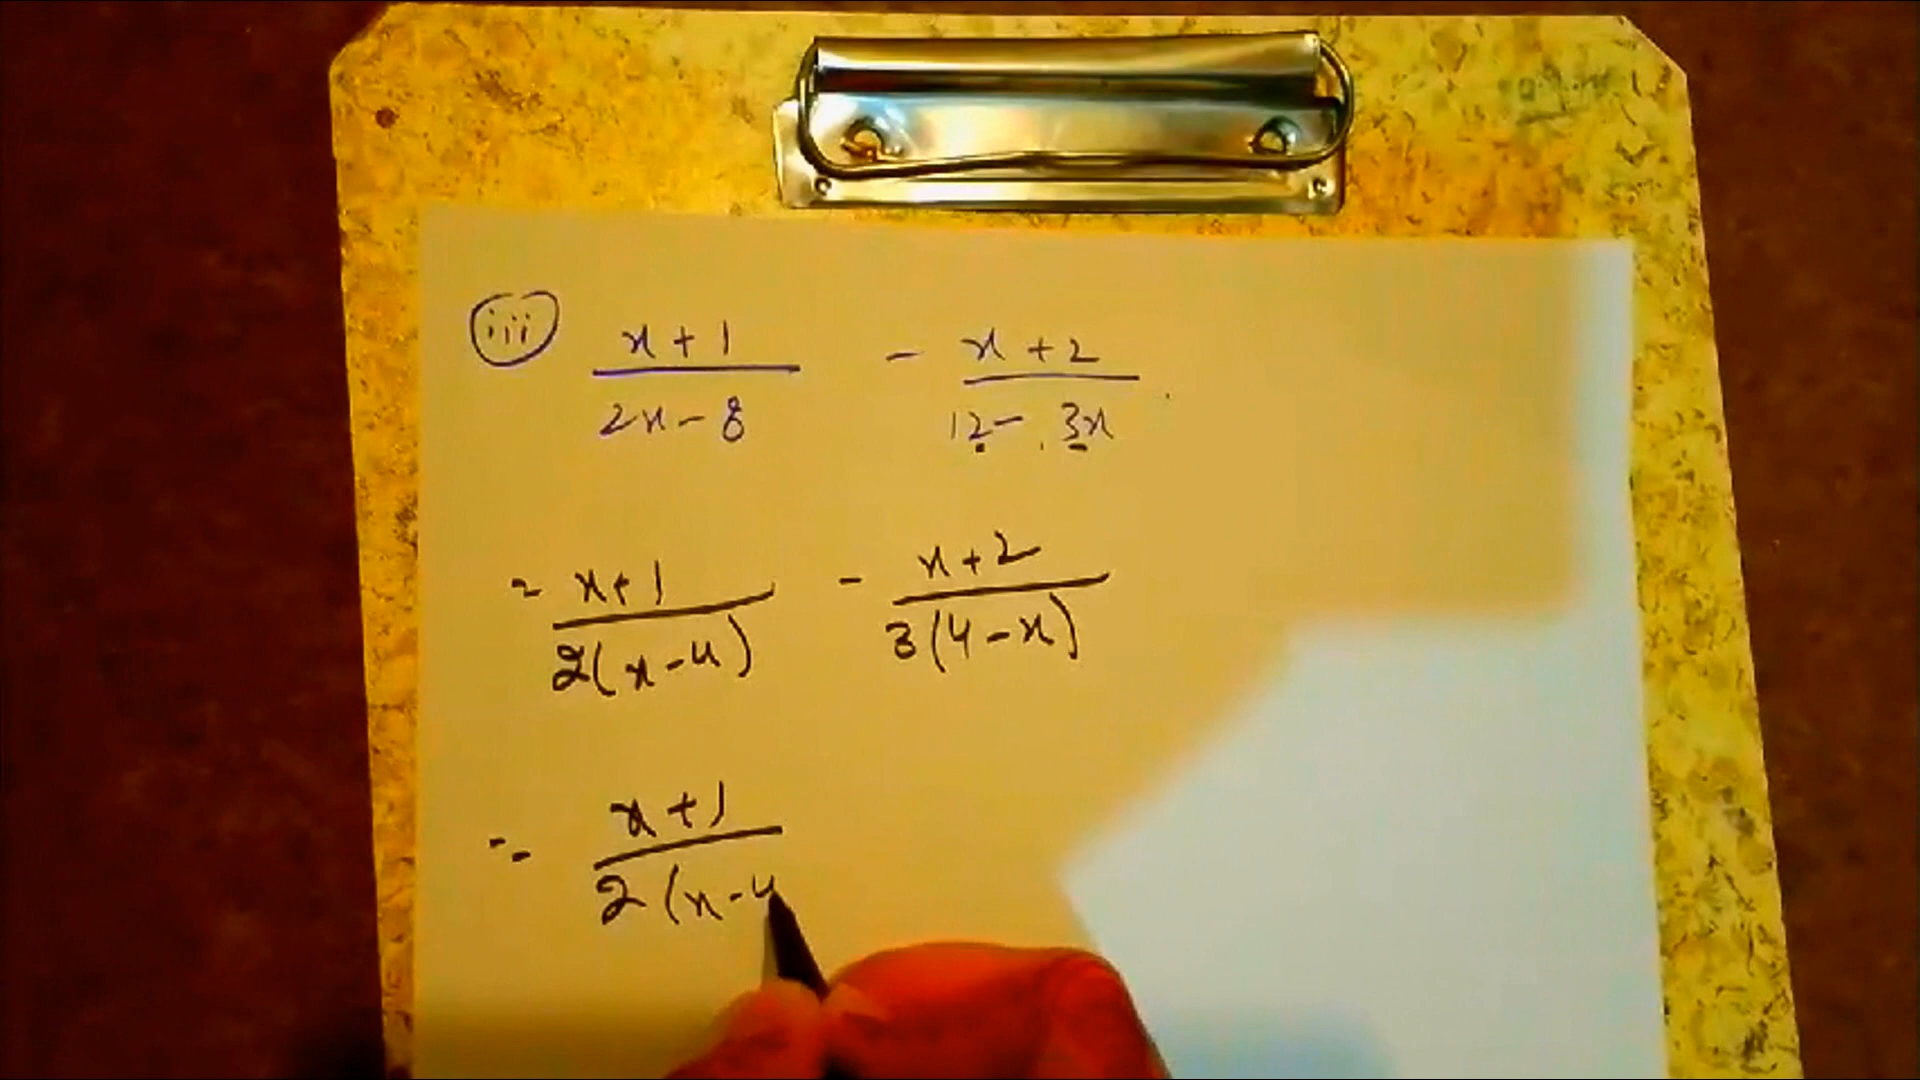 iii x+1 - x+2
2x-8 12-3x
= x+1 - x+2
2(x-4) 3(4-x)
= x+1
2(x-4